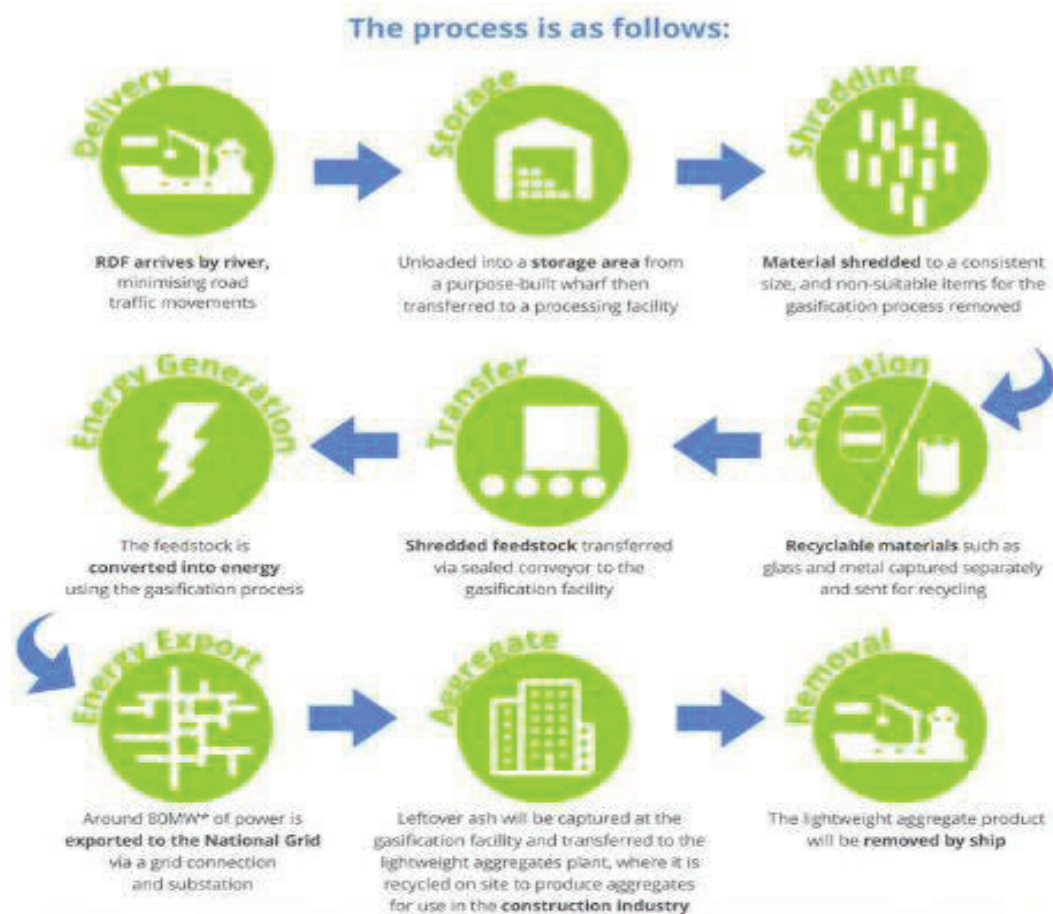 The process is as follows:
Delivery
RDF arrives by river,
minimising road
traffic movements
Storage
Unloaded into a storage area from
a purpose-built wharf then
transferred to a processing facility
Shredding
Material shredded to a consistent
size, and non-suitable items for the
gasification process removed
Separation
Recyclable materials such as
glass and metal captured separately
and sent for recycling
Transfer
Shredded feedstock transferred
via sealed conveyor to the
gasification facility
Energy Generation
The feedstock is
converted into energy
using the gasification process
Energy Export
Around 80MW* of power is
exported to the National Grid
via a grid connection
and substation
Aggregate
Leftover ash will be captured at the
gasification facility and transferred to the
lightweight aggregates plant, where it is
recycled on site to produce aggregates
for use in the construction industry
Removal
The lightweight aggregate product
will be removed by ship